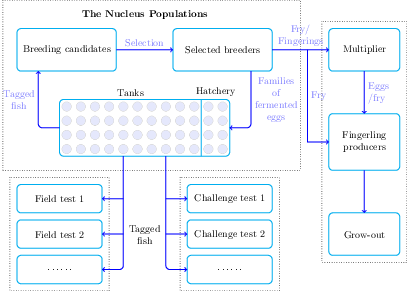 The Nucleus Populations
Breeding candidates
Selection
Selected breeders
Fry/
Fingerings
Multiplier
Tagged
fish
Tanks
Hatchery
Families
of
fermented
eggs
Fry
Eggs
/fry
Fingerling
producers
Field test 1
Field test 2
......
Tagged
fish
Challenge test 1
Challenge test 2
......
Grow-out